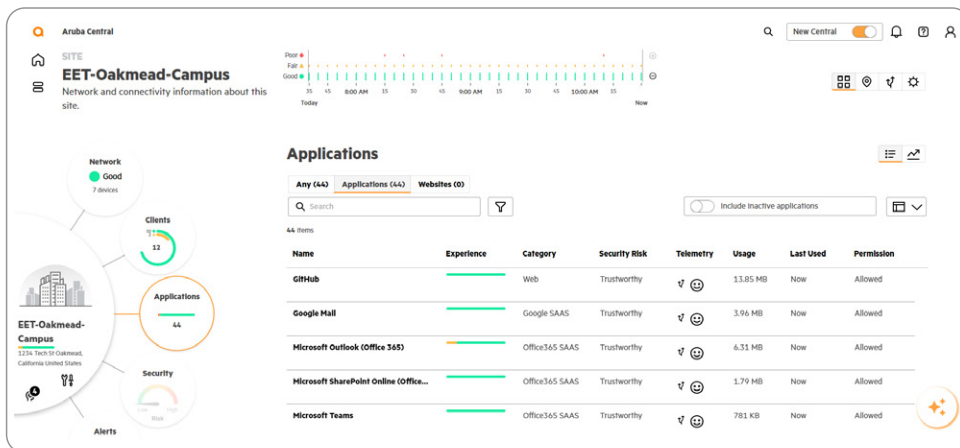 Aruba Central
New Central
SITE
EET-Oakmead-Campus
Network and connectivity information about this
site.
Poor
Fair
Good
35 45 8:00 AM 15 30 45 9:00 AM 15 30 45 10:00 AM 15
Today Now
Applications
Any (44) Applications (44) Websites (0)
Search
Include inactive applications
44 items
Name Experience Category Security Risk Telemetry Usage Last Used Permission
GitHub Web Trustworthy 13.85 MB Now Allowed
Google Mail Google SAAS Trustworthy 3.96 MB Now Allowed
Microsoft Outlook (Office 365) Office365 SAAS Trustworthy 6.31 MB Now Allowed
Microsoft SharePoint Online (Office... Office365 SAAS Trustworthy 1.79 MB Now Allowed
Microsoft Teams Office365 SAAS Trustworthy 781 KB Now Allowed
Network
Good
7 devices
Clients
12
Applications
44
EET-Oakmead-
Campus
1234 Tech St Oakmead,
California United States
4
Security
Low High
Risk
Alerts